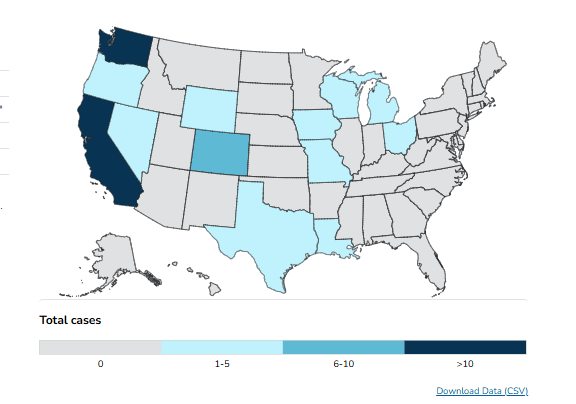 Total cases
0 1-5 6-10 >10
Download Data (CSV)